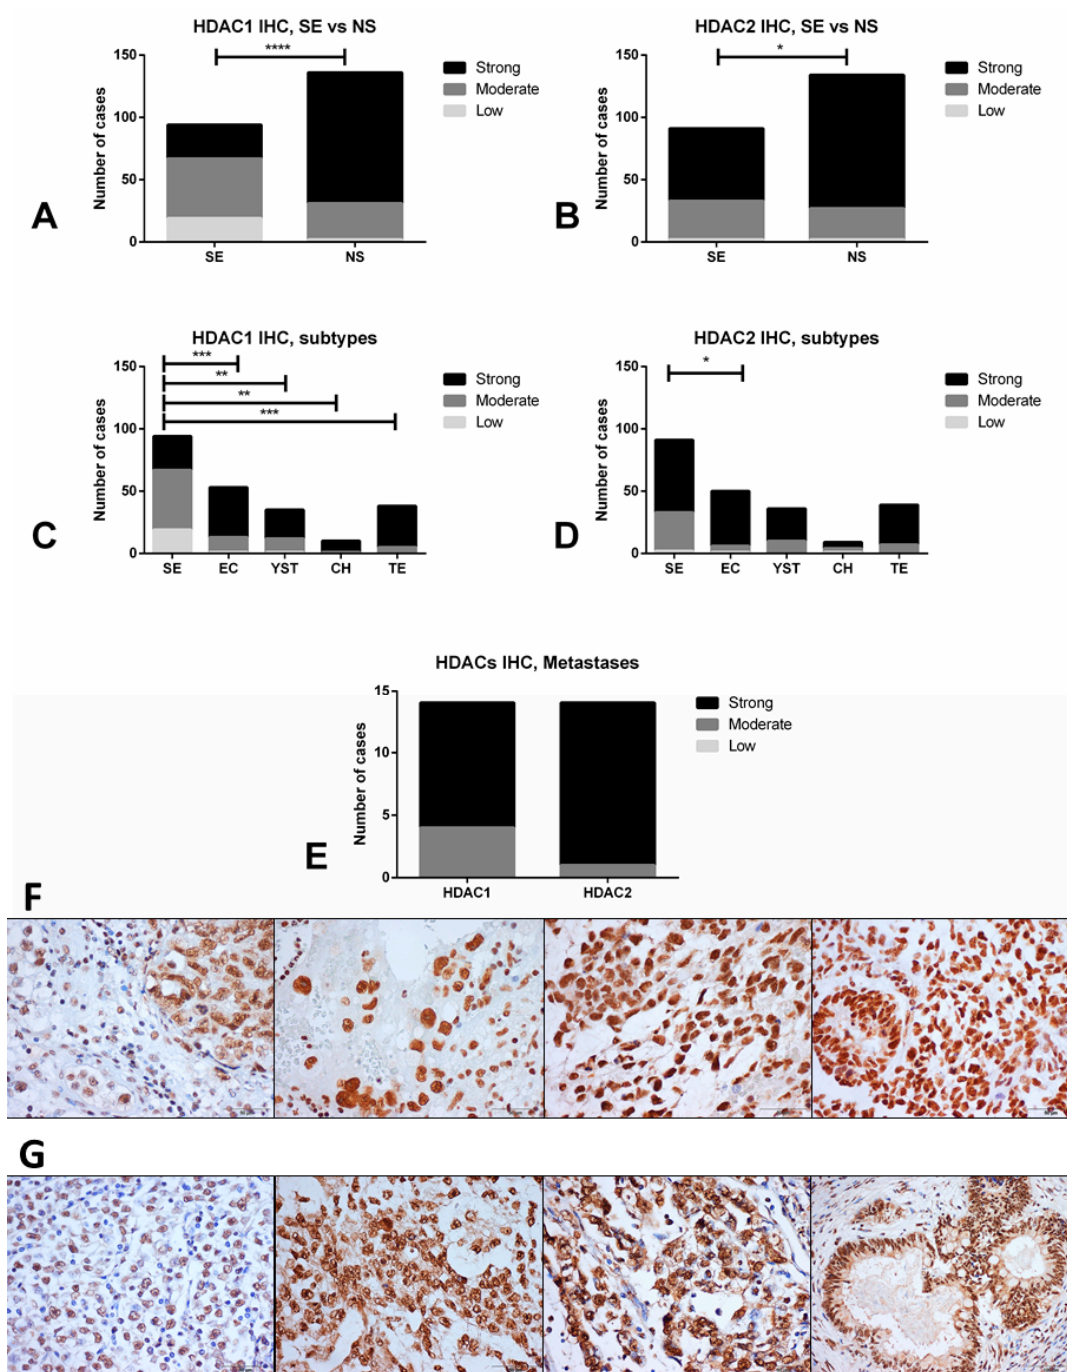 HDAC1 IHC, SE vs NS
****
150
100
50
0
Number of cases
SE
NS
Strong
Moderate
Low
A
HDAC2 IHC, SE vs NS
*
150
100
50
0
Number of cases
SE
NS
Strong
Moderate
Low
B
HDAC1 IHC, subtypes
***
**
**
***
150
100
50
0
Number of cases
SE
EC
YST
CH
TE
Strong
Moderate
Low
C
HDAC2 IHC, subtypes
*
150
100
50
0
Number of cases
SE
EC
YST
CH
TE
Strong
Moderate
Low
D
HDACs IHC, Metastases
15
10
5
0
Number of cases
HDAC1
HDAC2
Strong
Moderate
Low
E
F
G